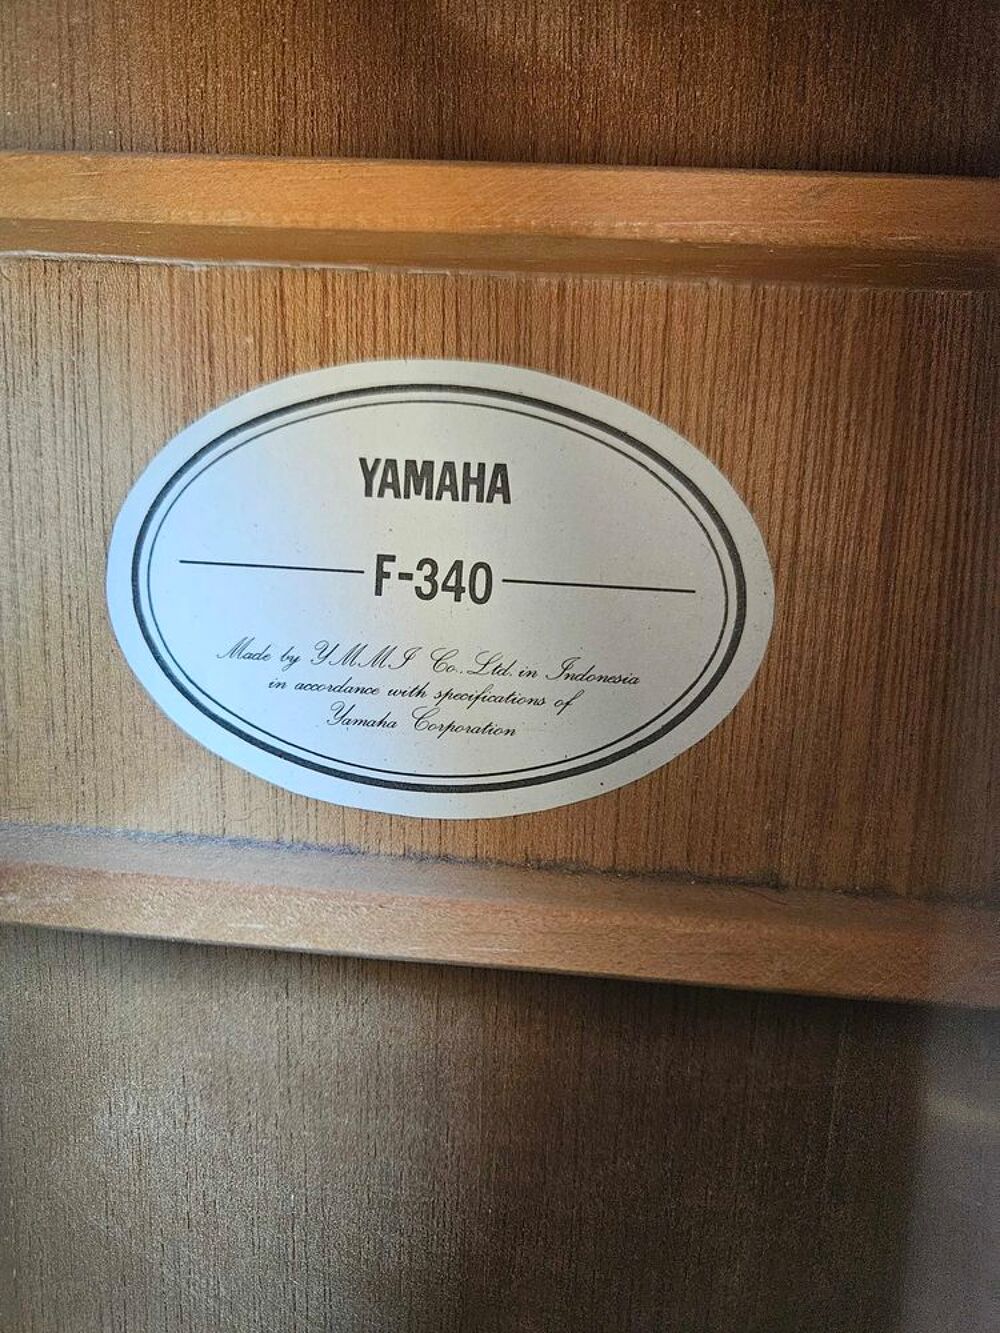 YAMAHA
F-340
Made by YMMI Co., Ltd. in Indonesia
in accordance with specifications of
Yamaha Corporation